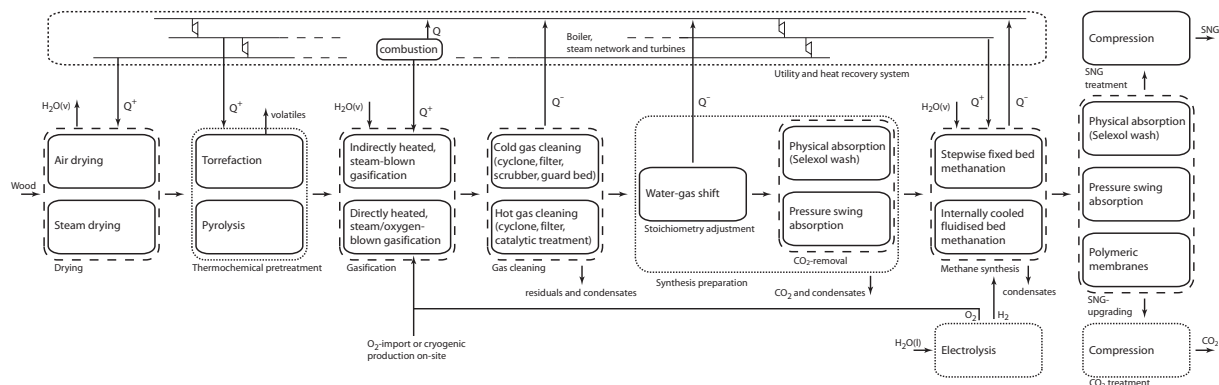 Boiler,
steam network and turbines
Q
combustion
Utility and heat recovery system
H₂O(v)
Q⁺
Q⁺
volatiles
H₂O(v)
Q⁺
Q⁻
Q⁻
H₂O(v)
Q⁺
Q⁻
Wood
Air drying
Steam drying
Drying
Torrefaction
Pyrolysis
Thermochemical pretreatment
Indirectly heated,
steam-blown
gasification
Directly heated,
steam/oxygen-
blown gasification
Gasification
Cold gas cleaning
(cyclone, filter,
scrubber, guard bed)
Hot gas cleaning
(cyclone, filter,
catalytic treatment)
Gas cleaning
residuals and condensates
Water-gas shift
Stoichiometry adjustment
Physical absorption
(Selexol wash)
Pressure swing
absorption
CO₂-removal
Synthesis preparation
CO₂ and condensates
Stepwise fixed bed
methanation
Internally cooled
fluidised bed
methanation
Methane synthesis
condensates
O₂
H₂
O₂-import or cryogenic
production on-site
H₂O(l)
Electrolysis
Compression
SNG
SNG
treatment
Physical absorption
(Selexol wash)
Pressure swing
absorption
Polymeric
membranes
SNG-
upgrading
Compression
CO₂
CO₂ treatment